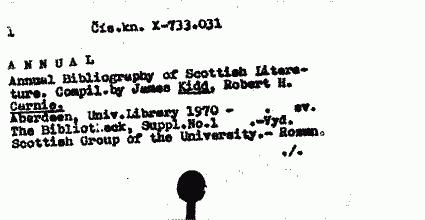 1 Čís.kn. X-733.031
A N N U A L
Annual Bibliography of Scottish Litera-
ture. Compil.by James Kidd, Robert H.
Carnie.
Aberdeen, Univ.Library 1970 - . sv.
The Bibliotheck, Suppl.No.1 .-Vyd.
Scottish Group of the University.- Roman.
./.